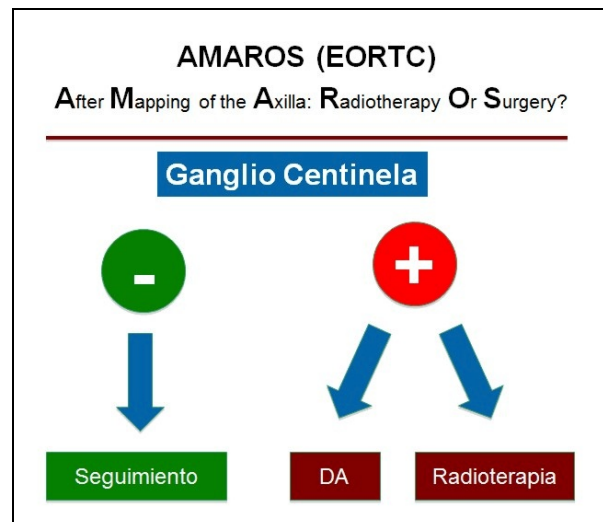 AMAROS (EORTC)
After Mapping of the Axilla: Radiotherapy Or Surgery?
Ganglio Centinela
- +
Seguimiento DA Radioterapia